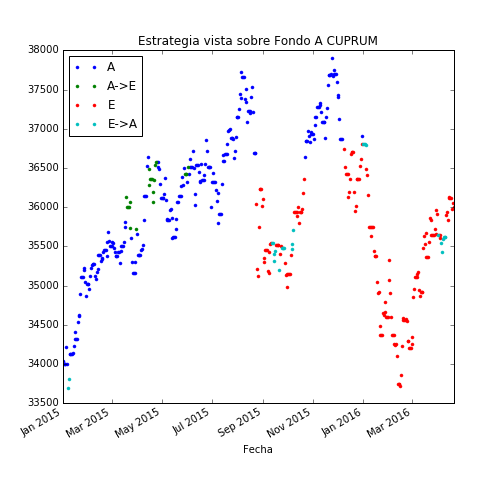 Estrategia vista sobre Fondo A CUPRUM
38000
37500
37000
36500
36000
35500
35000
34500
34000
33500
A
A->E
E
E->A
Jan 2015
Mar 2015
May 2015
Jul 2015
Sep 2015
Nov 2015
Jan 2016
Mar 2016
Fecha